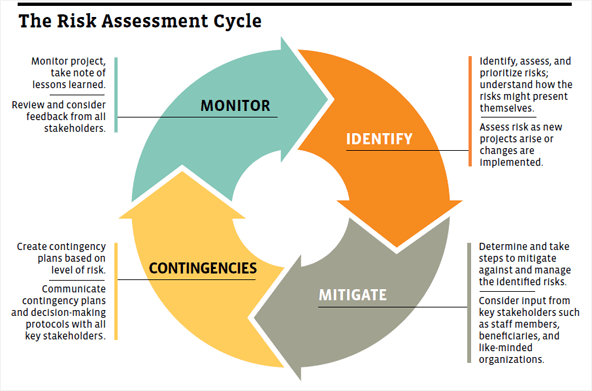 The Risk Assessment Cycle
Monitor project,
take note of
lessons learned.
Review and consider
feedback from all
stakeholders.
MONITOR
Identify, assess, and
prioritize risks;
understand how the
risks might present
themselves.
Assess risk as new
projects arise or
changes are
implemented.
IDENTIFY
Create contingency
plans based on
level of risk.
Communicate
contingency plans
and decision-making
protocols with all
key stakeholders.
CONTINGENCIES
Determine and take
steps to mitigate
against and manage
the identified risks.
Consider input from
key stakeholders such
as staff members,
beneficiaries, and
like-minded
organizations.
MITIGATE